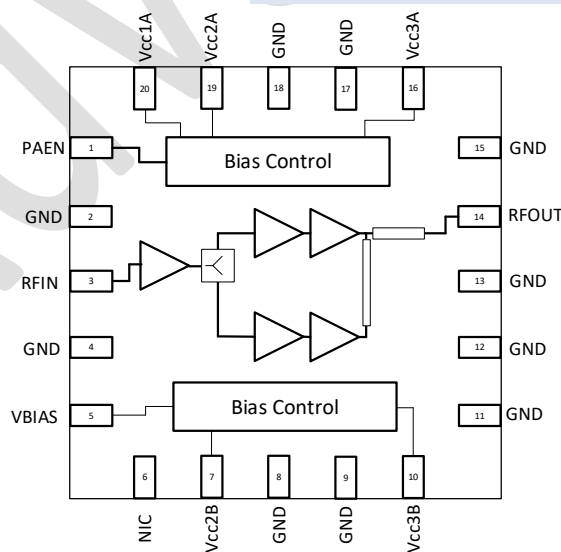 Vcc1A
Vcc2A
GND
GND
Vcc3A
20
19
18
17
16
PAEN
1
Bias Control
15
GND
GND
2
14
RFOUT
RFIN
3
13
GND
GND
4
12
GND
VBIAS
5
Bias Control
11
GND
6
7
8
9
10
NIC
Vcc2B
GND
GND
Vcc3B